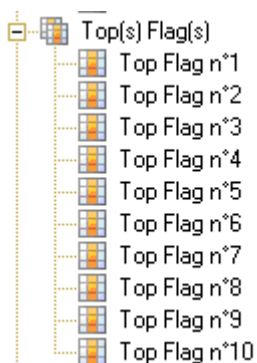 Top(s) Flag(s)
Top Flag n°1
Top Flag n°2
Top Flag n°3
Top Flag n°4
Top Flag n°5
Top Flag n°6
Top Flag n°7
Top Flag n°8
Top Flag n°9
Top Flag n°10